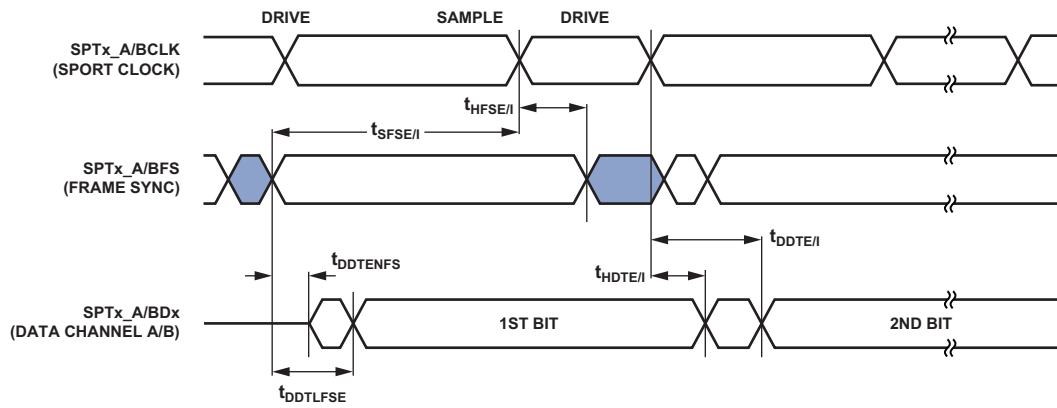 DRIVE SAMPLE DRIVE
SPTx_A/BCLK
(SPORT CLOCK)
tHFSE/I
tSFSE/I
SPTx_A/BFS
(FRAME SYNC)
tDDTE/I
tDDTENFS
tHDTE/I
SPTx_A/BDx
(DATA CHANNEL A/B)
1ST BIT 2ND BIT
tDDTLFSE